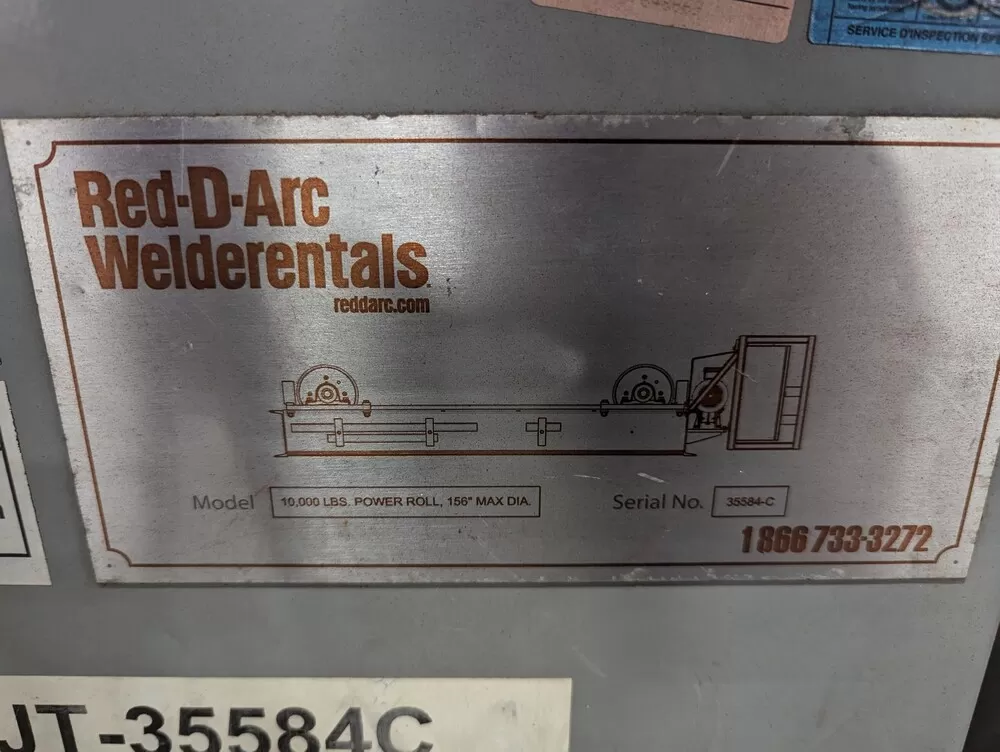 SERVICE D'INSPECTION
Red-D-Arc
Welderentals
reddarc.com
Model 10,000 LBS. POWER ROLL, 156" MAX DIA. Serial No. 35584-C
1 866 733-3272
JT-35584C